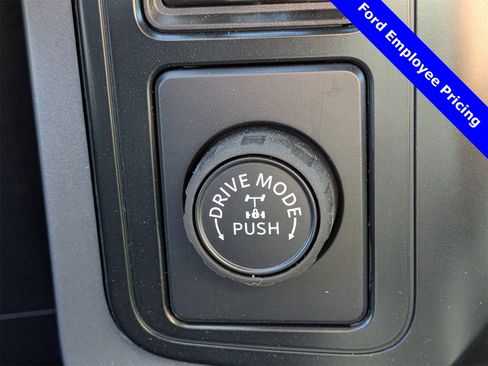 Ford Employee Pricing
DRIVE MODE
PUSH